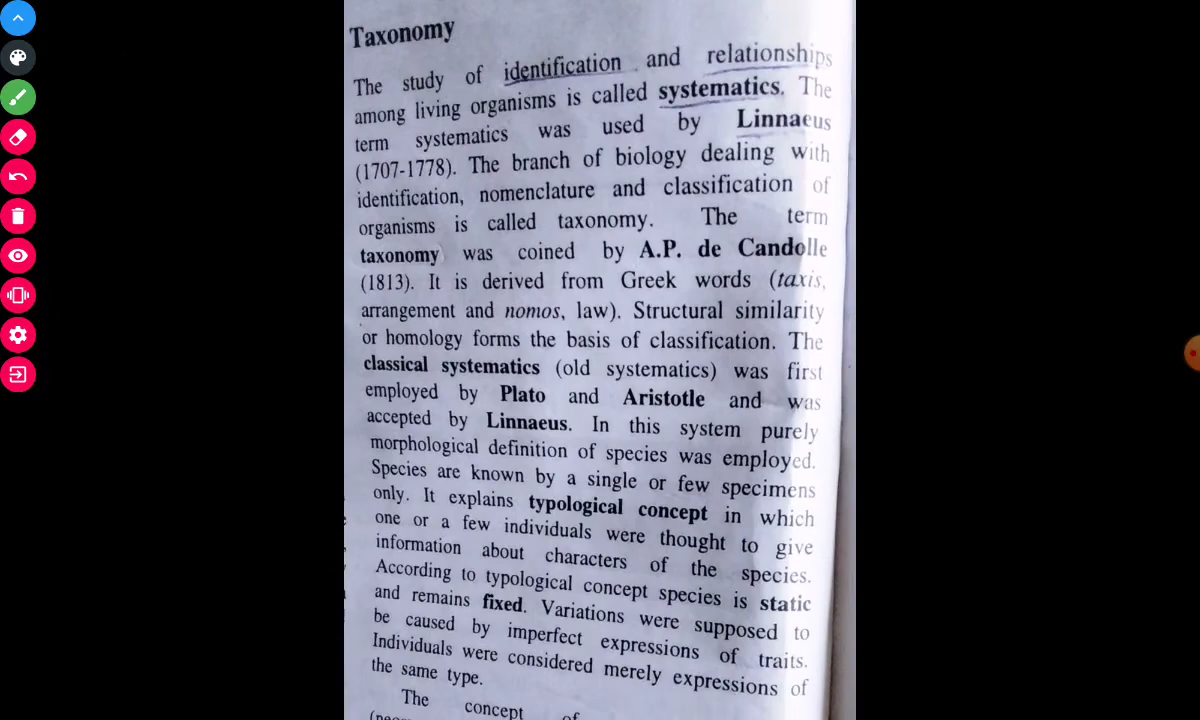 Taxonomy
The study of identification and relationships
among living organisms is called systematics. The
term systematics was used by Linnaeus
(1707-1778). The branch of biology dealing with
identification, nomenclature and classification of
organisms is called taxonomy. The term
taxonomy was coined by A.P. de Candolle
(1813). It is derived from Greek words (taxis,
arrangement and nomos, law). Structural similarity
or homology forms the basis of classification. The
classical systematics (old systematics) was first
employed by Plato and Aristotle and was
accepted by Linnaeus. In this system purely
morphological definition of species was employed.
Species are known by a single or few specimens
only. It explains typological concept in which
one or a few individuals were thought to give
information about characters of the species.
According to typological concept species is static
and remains fixed. Variations were supposed to
be caused by imperfect expressions of traits.
Individuals were considered merely expressions of
the same type.
The concept of